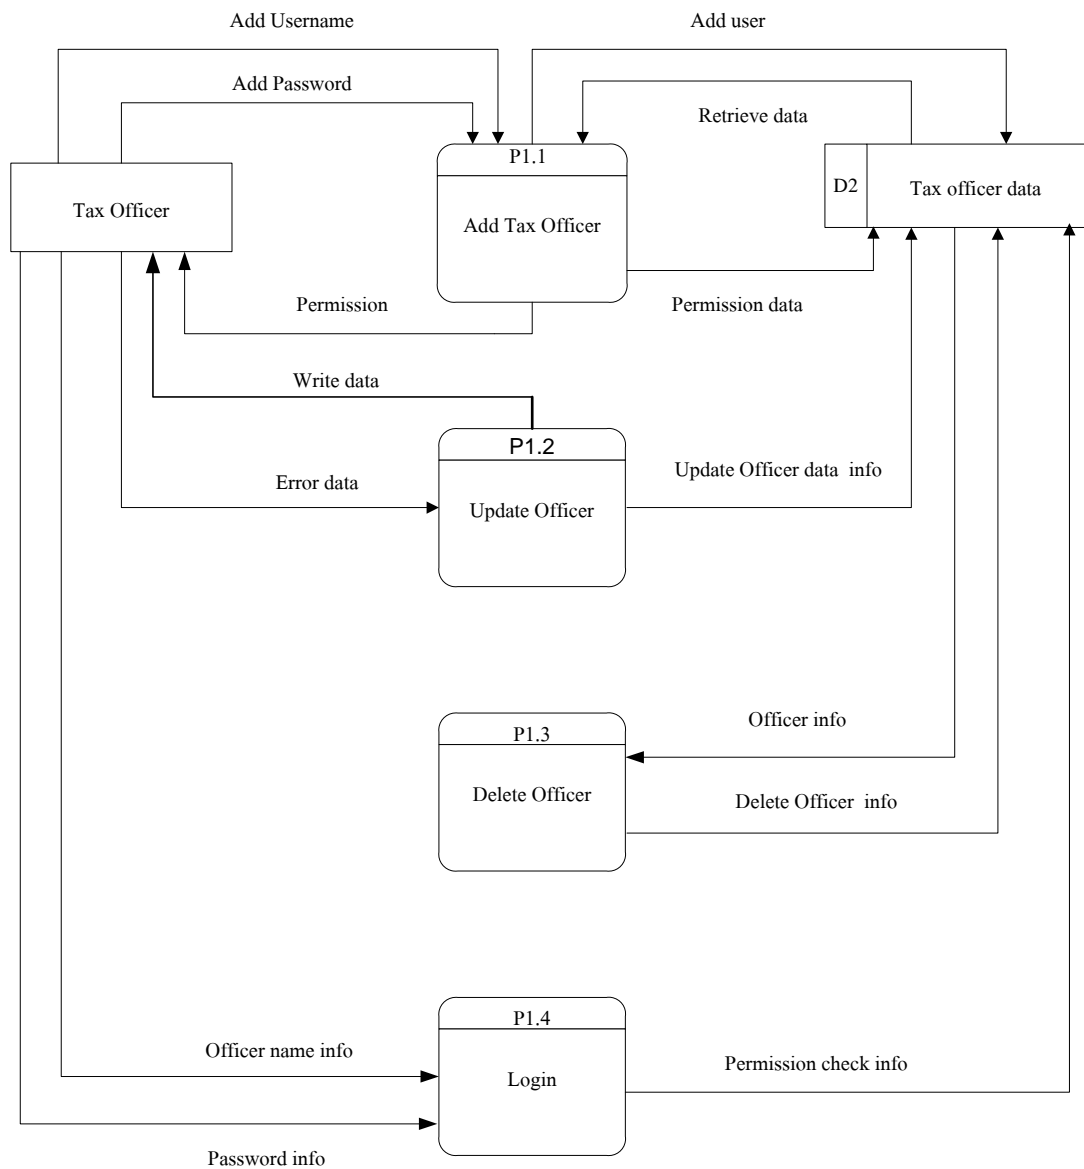 Add Username
Add user
Add Password
Retrieve data
P1.1
D2
Tax officer data
Tax Officer
Add Tax Officer
Permission
Permission data
Write data
P1.2
Update Officer data  info
Error data
Update Officer
Officer info
P1.3
Delete Officer
Delete Officer  info
P1.4
Officer name info
Permission check info
Login
Password info